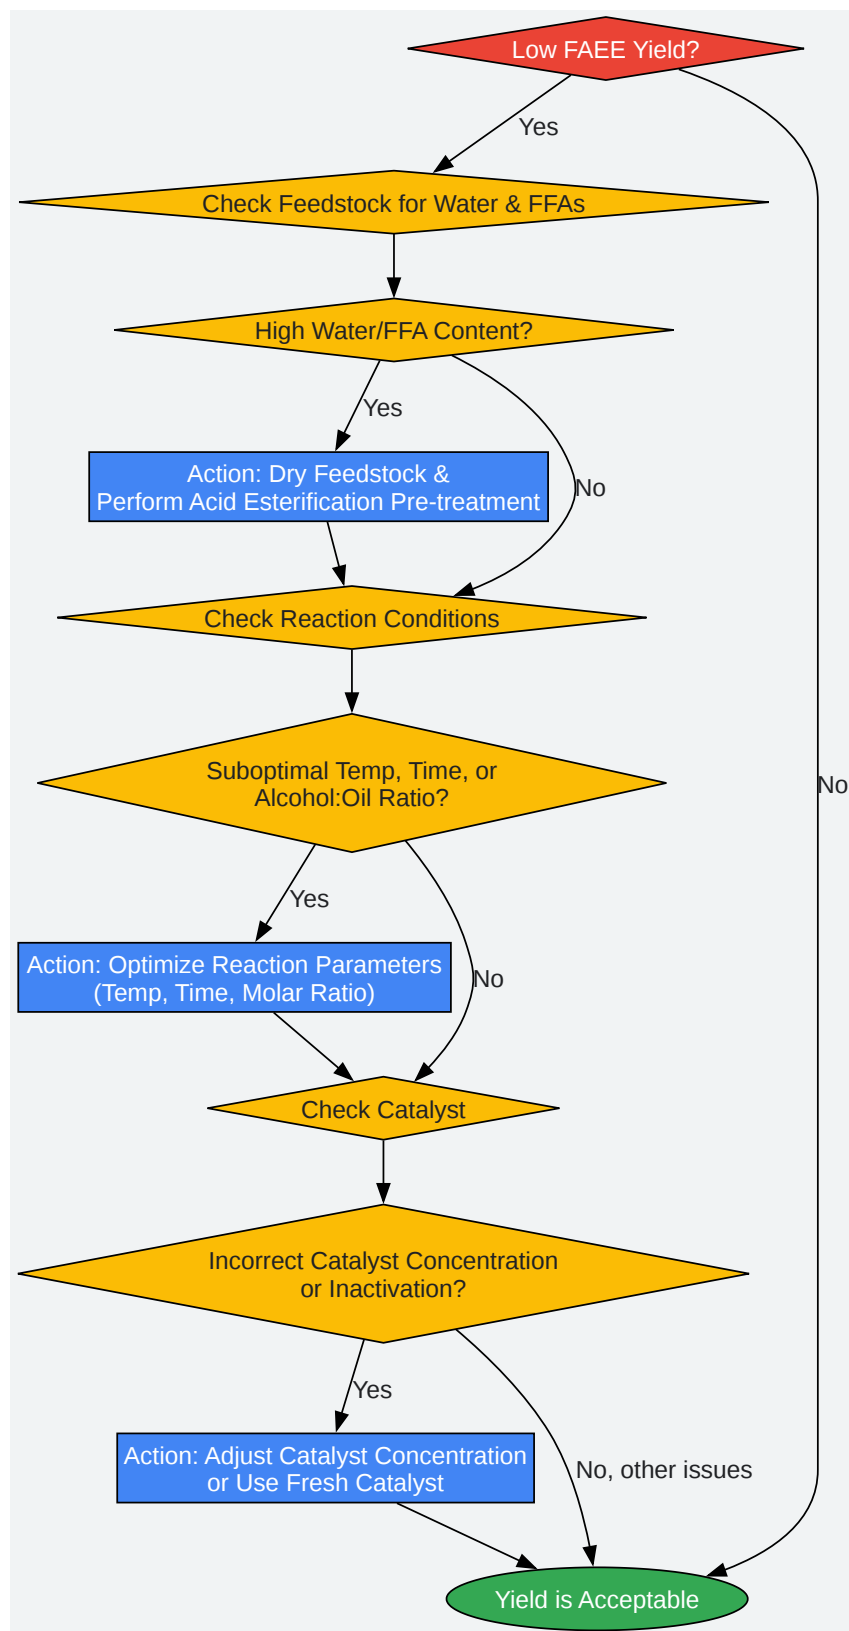 Low FAEE Yield?
Yes
Check Feedstock for Water & FFAs
High Water/FFA Content?
Yes
Action: Dry Feedstock &
Perform Acid Esterification Pre-treatment
No
Check Reaction Conditions
Suboptimal Temp, Time, or
Alcohol:Oil Ratio?
No
Yes
Action: Optimize Reaction Parameters
(Temp, Time, Molar Ratio)
No
Check Catalyst
Incorrect Catalyst Concentration
or Inactivation?
Yes
Action: Adjust Catalyst Concentration
or Use Fresh Catalyst
No, other issues
Yield is Acceptable